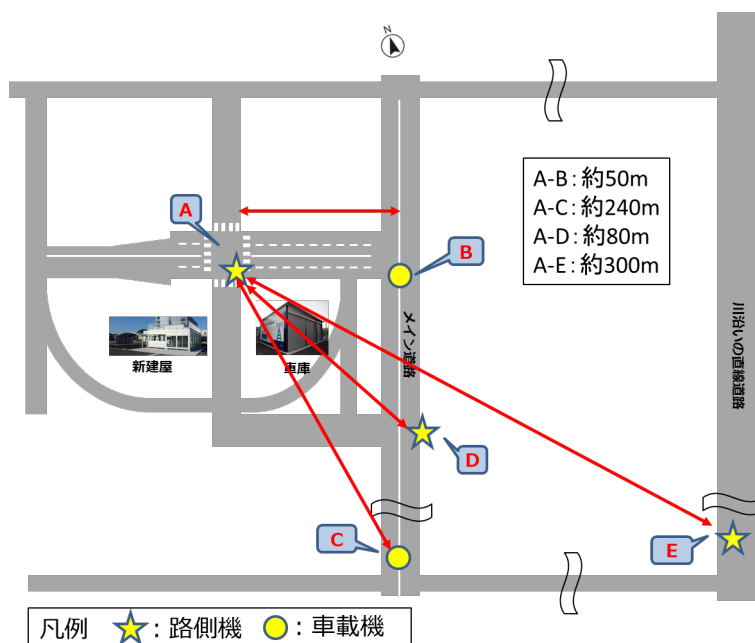 N
A-B:約50m
A-C:約240m
A-D:約80m
A-E:約300m
A
B
メイン道路
川沿いの直線道路
新建屋
車庫
D
C
E
凡例 :路側機 :車載機